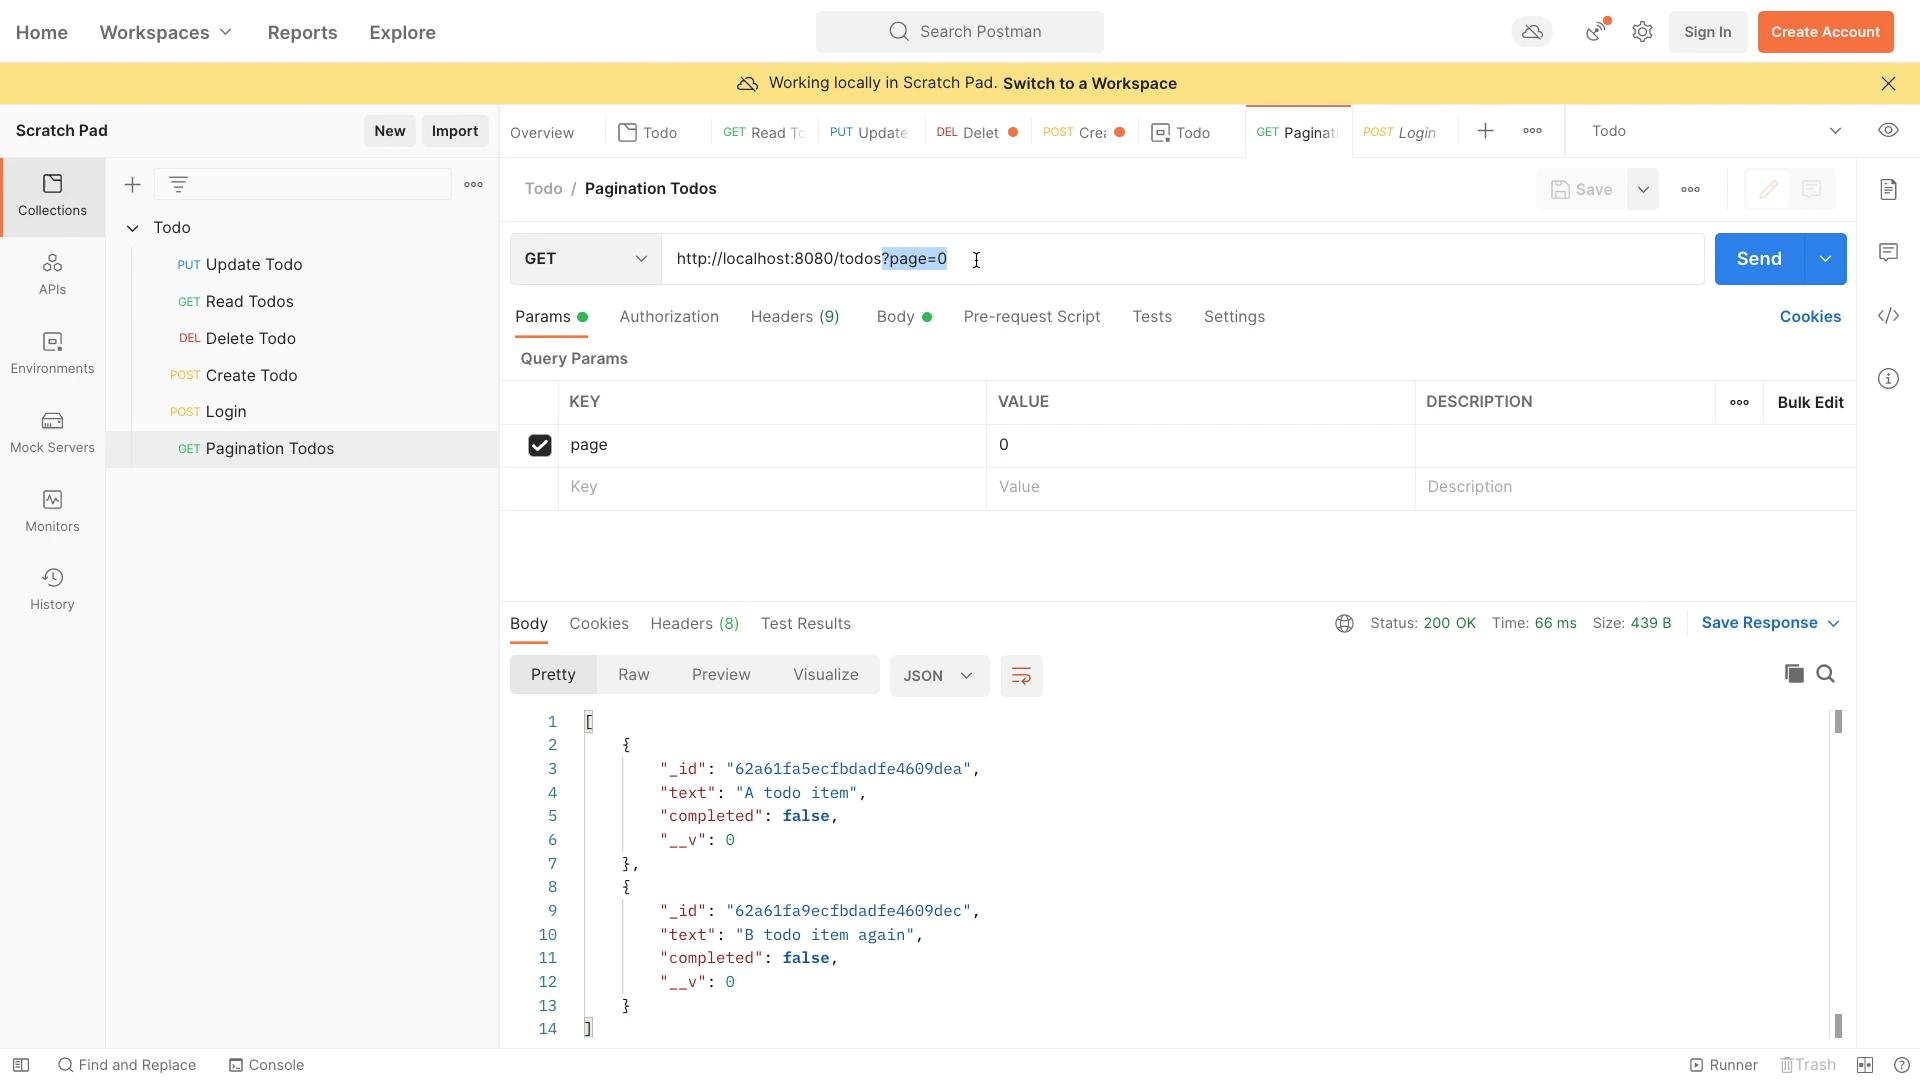 Home
Workspaces
Reports
Explore
Search Postman
Sign In
Create Account
Working locally in Scratch Pad. Switch to a Workspace
Scratch Pad
New
Import
Overview
Todo
GET Read To
PUT Update
DEL Delet
POST Crea
Todo
GET Paginati
POST Login
Todo
Collections
APIs
Environments
Mock Servers
Monitors
History
Todo
PUT Update Todo
GET Read Todos
DEL Delete Todo
POST Create Todo
POST Login
GET Pagination Todos
Todo / Pagination Todos
Save
GET
http://localhost:8080/todos?page=0
Send
Params
Authorization
Headers (9)
Body
Pre-request Script
Tests
Settings
Cookies
Query Params
KEY
VALUE
DESCRIPTION
Bulk Edit
page
0
Key
Value
Description
Body
Cookies
Headers (8)
Test Results
Status: 200 OK
Time: 66 ms
Size: 439 B
Save Response
Pretty
Raw
Preview
Visualize
JSON
1 [
2 {
3 "_id": "62a61fa5ecfbdadfe4609dea",
4 "text": "A todo item",
5 "completed": false,
6 "__v": 0
7 },
8 {
9 "_id": "62a61fa9ecfbdadfe4609dec",
10 "text": "B todo item again",
11 "completed": false,
12 "__v": 0
13 }
14 ]
Find and Replace
Console
Runner
Trash